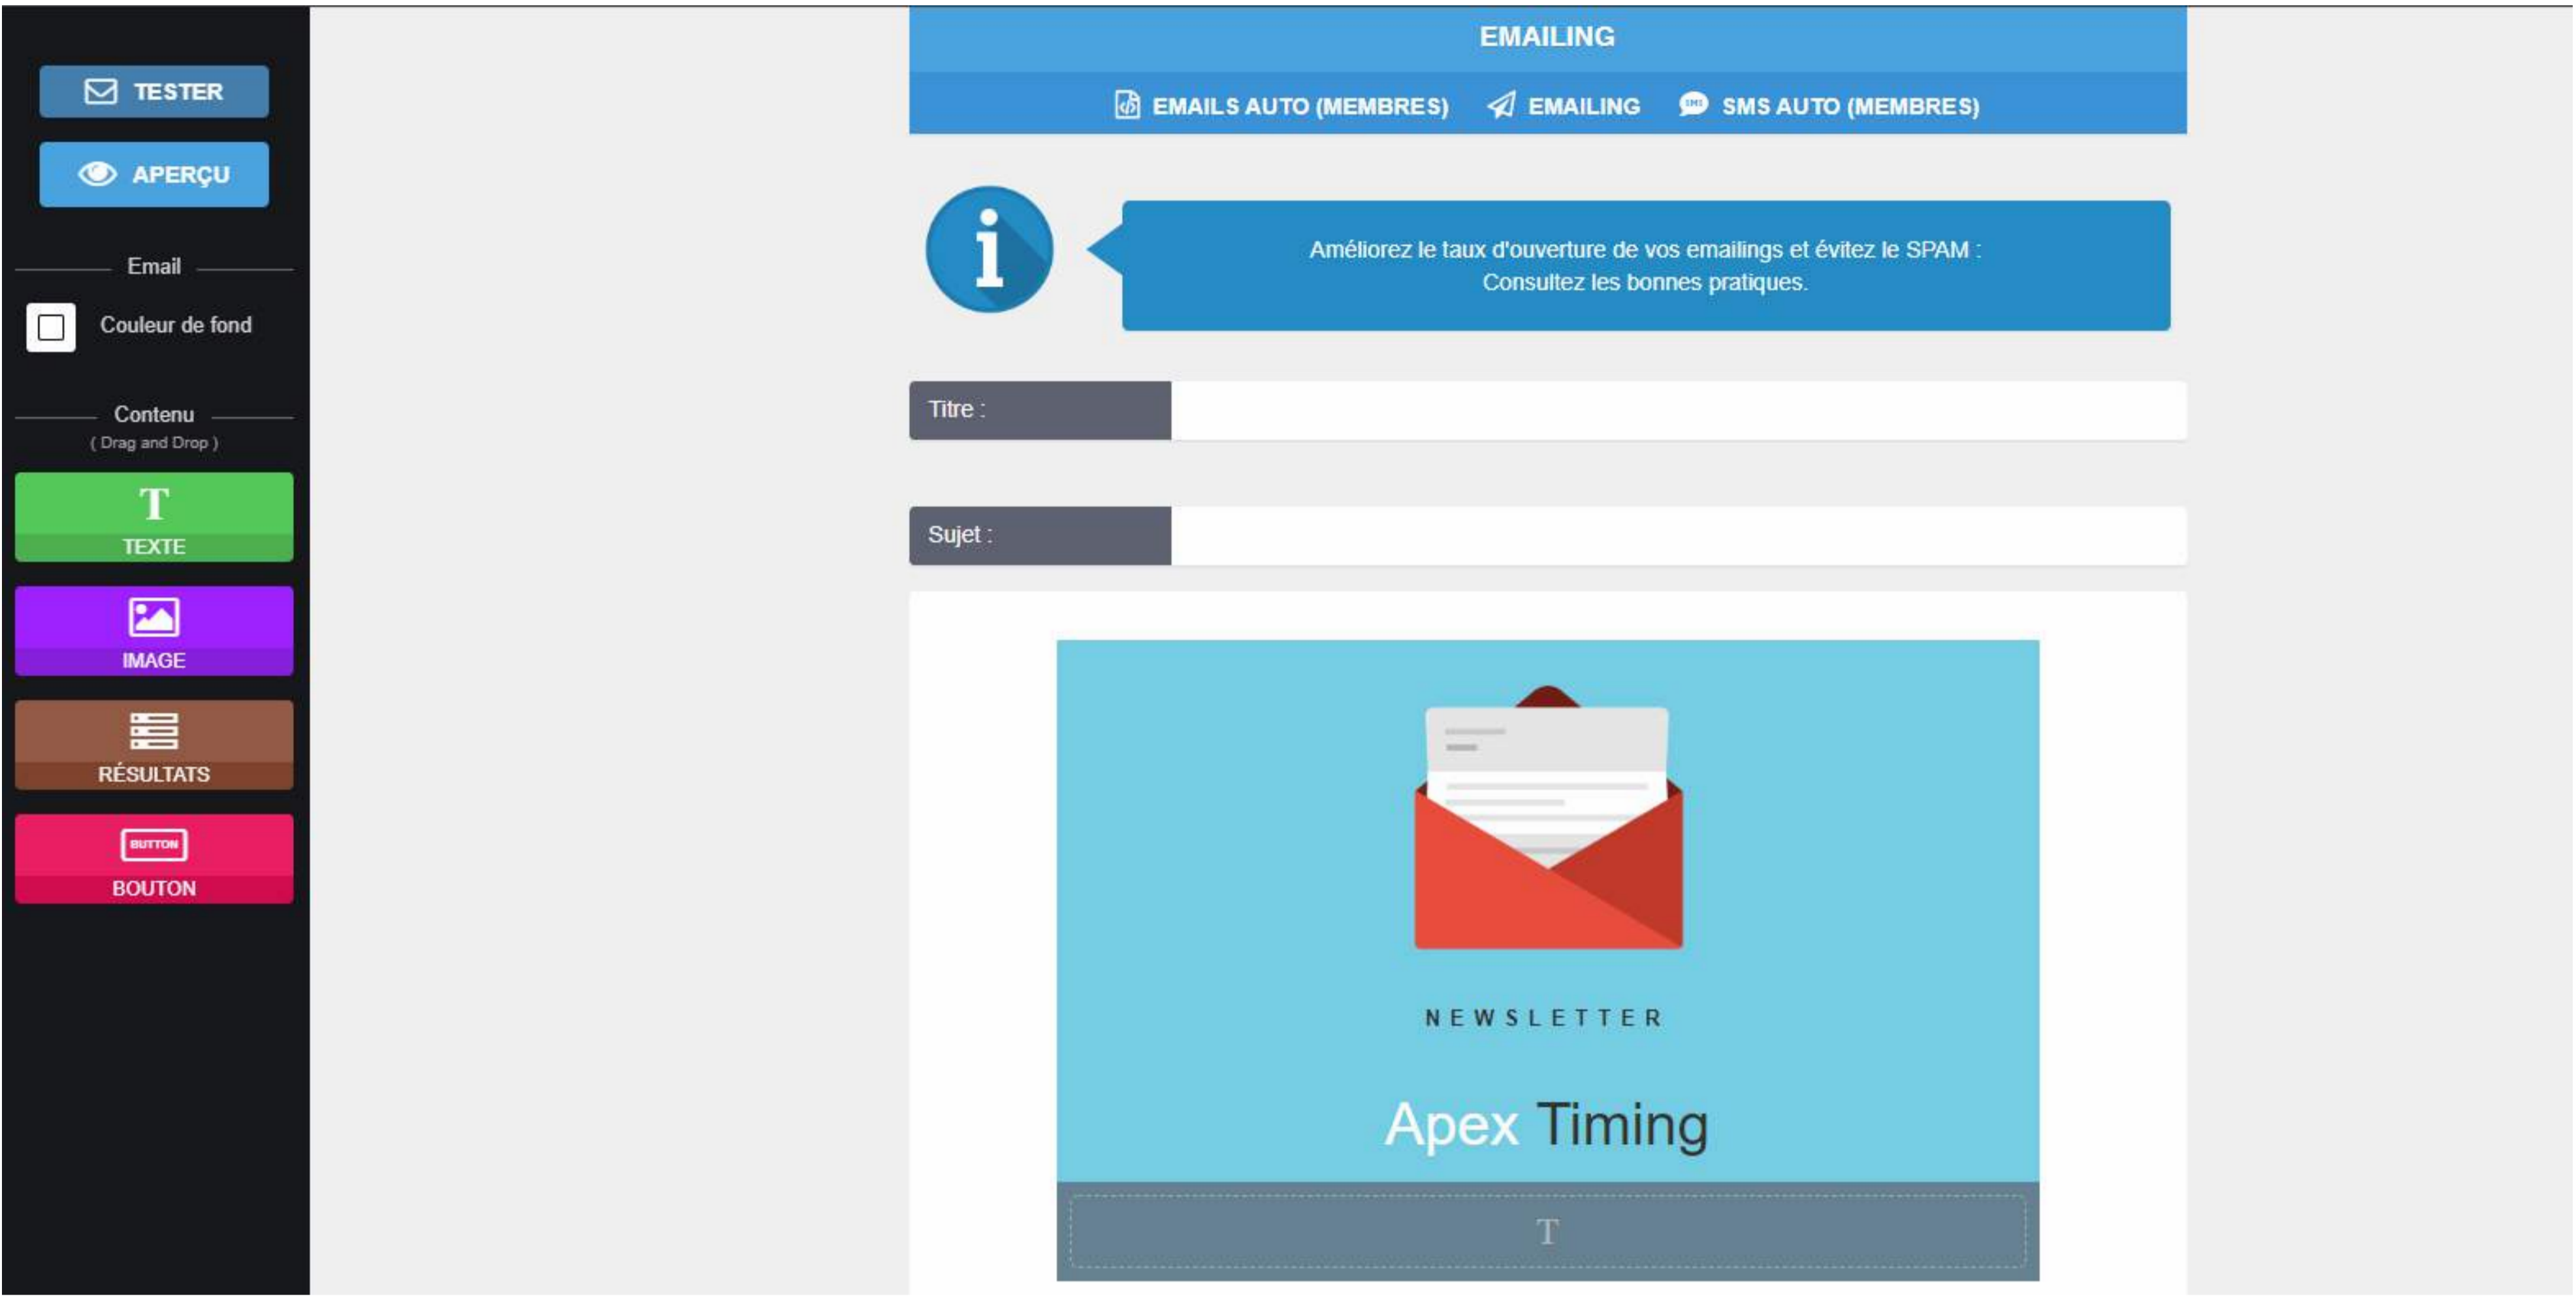 TESTER
APERÇU
Email
Couleur de fond
Contenu
( Drag and Drop )
T
TEXTE
IMAGE
RÉSULTATS
BUTTON
BOUTON
EMAILING
EMAILS AUTO (MEMBRES) EMAILING SMS SMS AUTO (MEMBRES)
i
Améliorez le taux d'ouverture de vos emailings et évitez le SPAM :
Consultez les bonnes pratiques.
Titre :
Sujet :
NEWSLETTER
Apex Timing
T